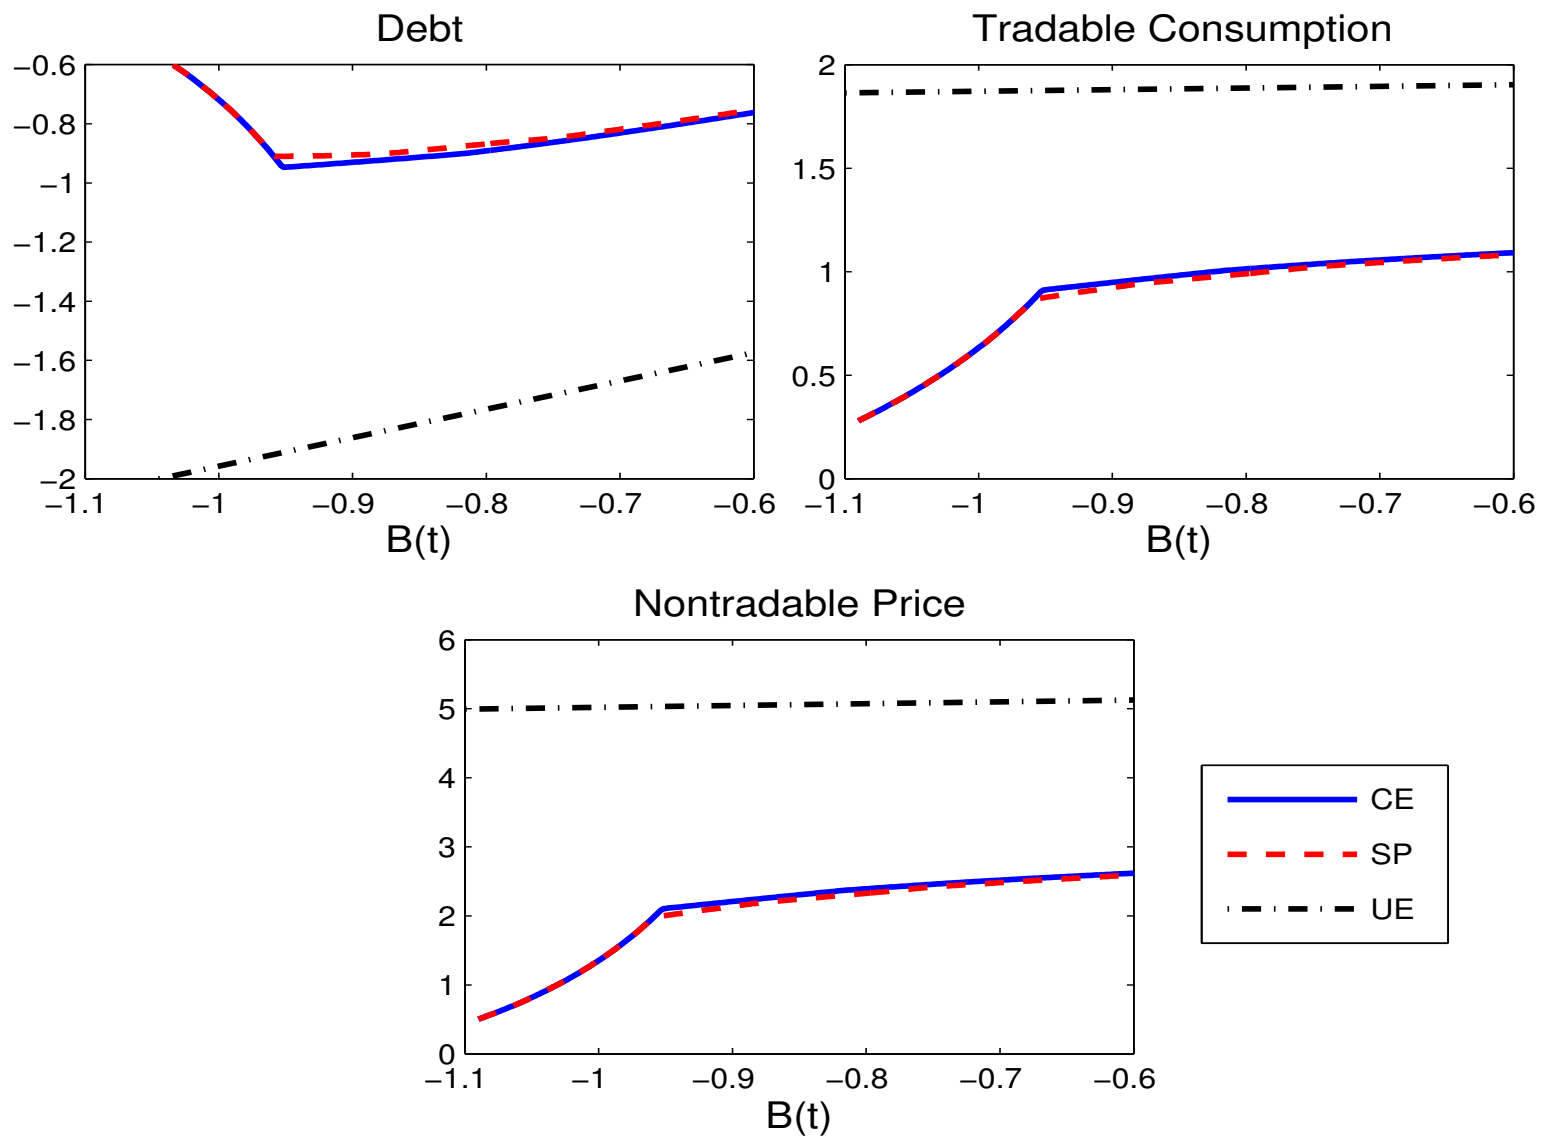 Debt
−0.6
−0.8
−1
−1.2
−1.4
−1.6
−1.8
−2
−1.1 −1 −0.9 −0.8 −0.7 −0.6
B(t)
Tradable Consumption
2
1.5
1
0.5
0
−1.1 −1 −0.9 −0.8 −0.7 −0.6
B(t)
Nontradable Price
6
5
4
3
2
1
0
−1.1 −1 −0.9 −0.8 −0.7 −0.6
B(t)
CE
SP
UE